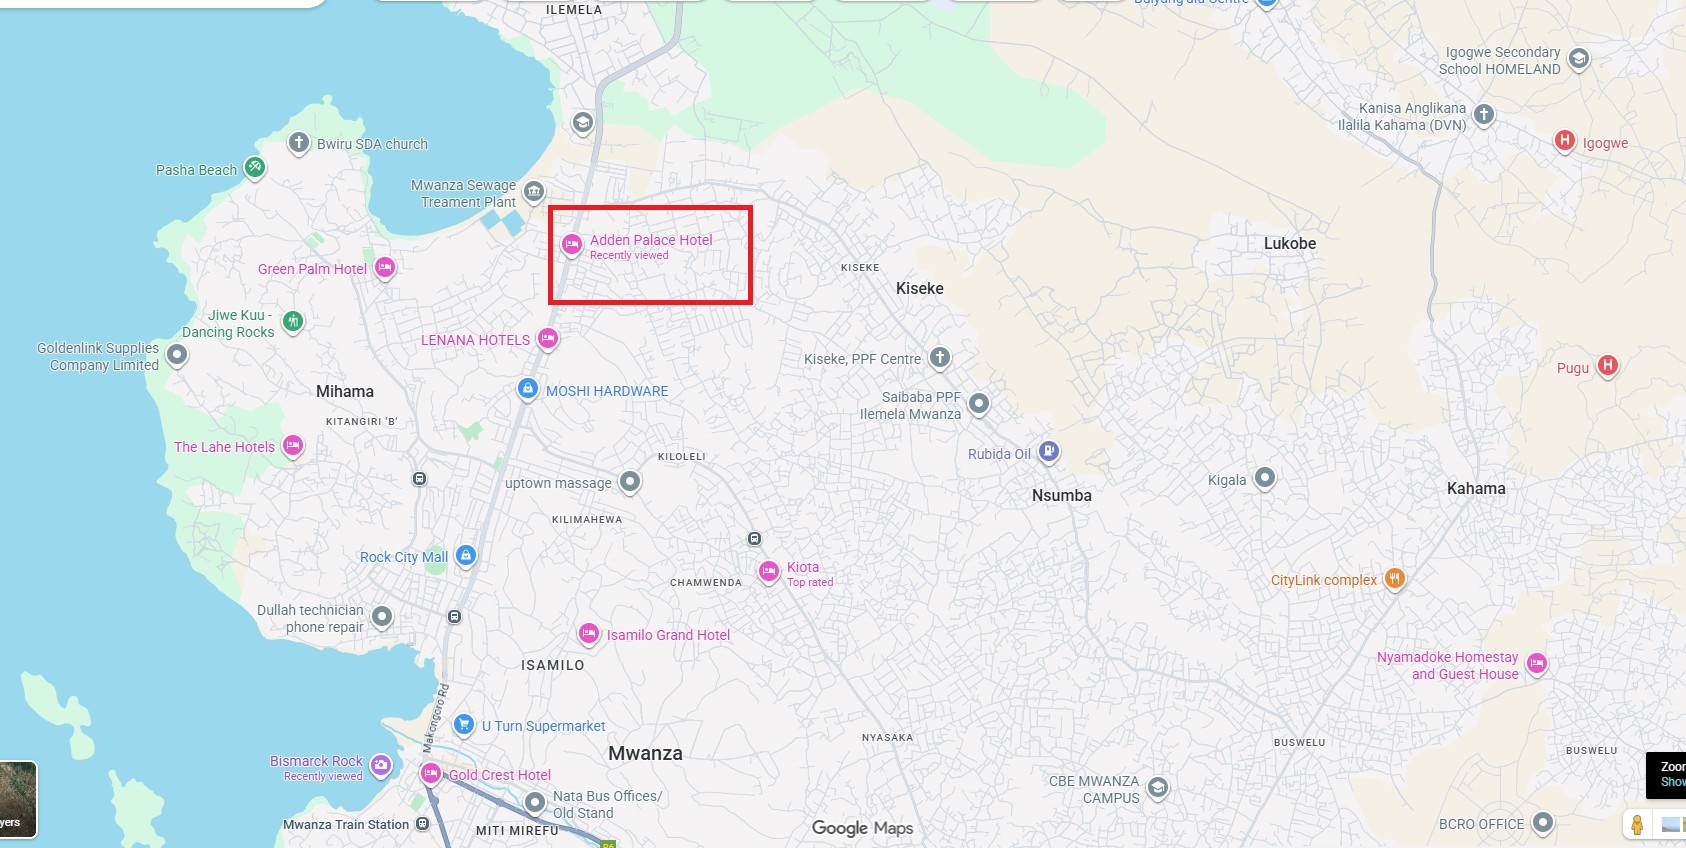 ILEMELA
Igogwe Secondary
School HOMELAND
Kanisa Anglikana
Ilalila Kahama (DVN)
Igogwe
Bwiru SDA church
Pasha Beach
Mwanza Sewage
Treament Plant
Adden Palace Hotel
Recently viewed
Lukobe
Green Palm Hotel
KISEKE
Kiseke
Jiwe Kuu -
Dancing Rocks
LENANA HOTELS
Goldenlink Supplies
Company Limited
Kiseke, PPF Centre
Pugu
Mihama
MOSHI HARDWARE
Saibaba PPF
Ilemela Mwanza
KITANGIRI 'B'
The Lahe Hotels
KILOLELI
Rubida Oil
uptown massage
Kigala
Kahama
Nsumba
KILIMAHEWA
Rock City Mall
Kiota
Top rated
CHAMWENDA
CityLink complex
Dullah technician
phone repair
Isamilo Grand Hotel
ISAMILO
Nyamadoke Homestay
and Guest House
Makongoro Rd
U Turn Supermarket
NYASAKA
BUSWELU
BUSWELU
Mwanza
Bismarck Rock
Recently viewed
Gold Crest Hotel
CBE MWANZA
CAMPUS
Zoor
Show
Nata Bus Offices/
Old Stand
yers
Mwanza Train Station
MITI MIREFU
Google Maps
BCRO OFFICE